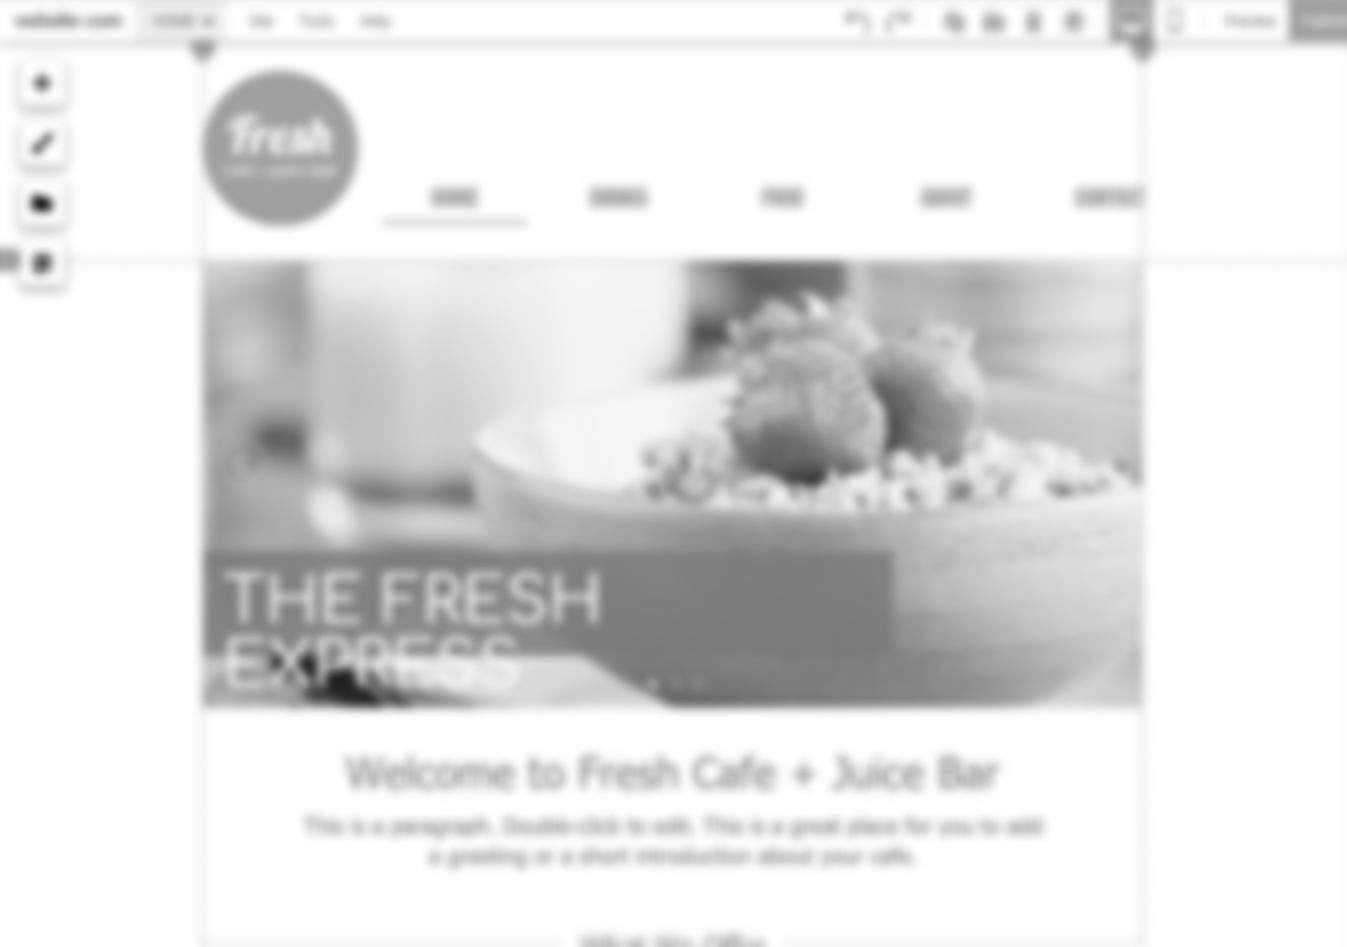 website.com HOME Site Tools Help Preview
Fresh
HOME DRINKS FOOD ABOUT CONTACT
THE FRESH
EXPRESS
Welcome to Fresh Cafe + Juice Bar
This is a paragraph. Double-click to edit. This is a great place for you to add
a greeting or a short introduction about your cafe.
What We Offer